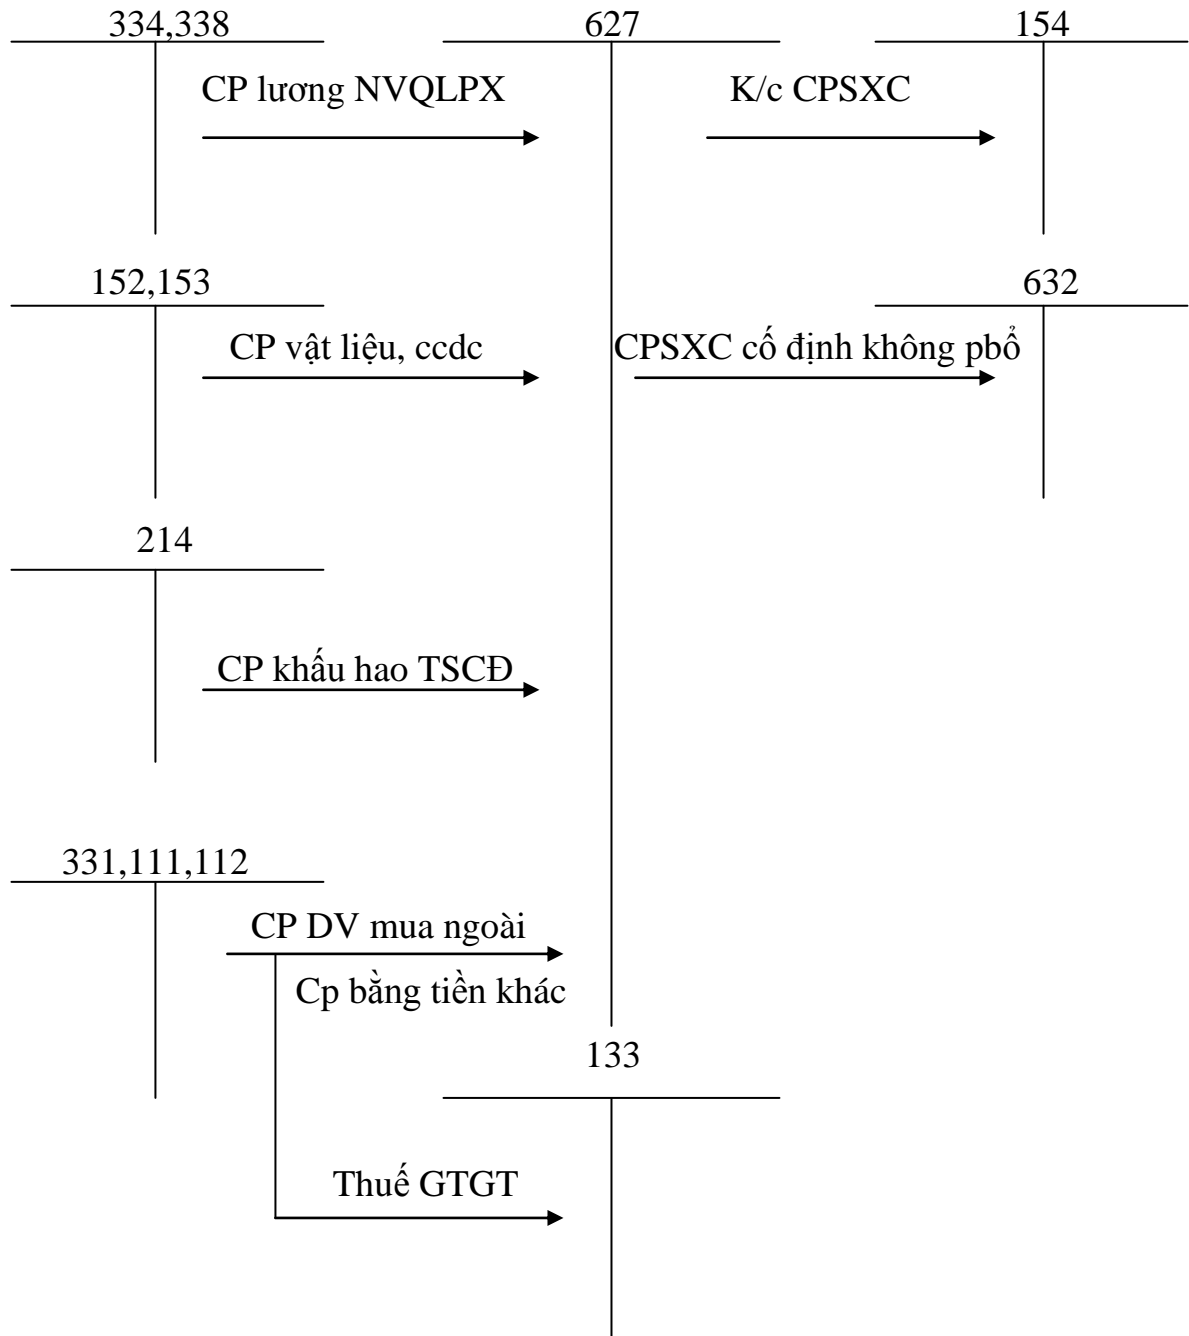 334,338
627
154
CP lương NVQLPX
K/c CPSXC
152,153
632
CP vật liệu, ccdc
CPSXC cố định không pbổ
214
CP khấu hao TSCĐ
331,111,112
CP DV mua ngoài
Cp bằng tiền khác
133
Thuế GTGT